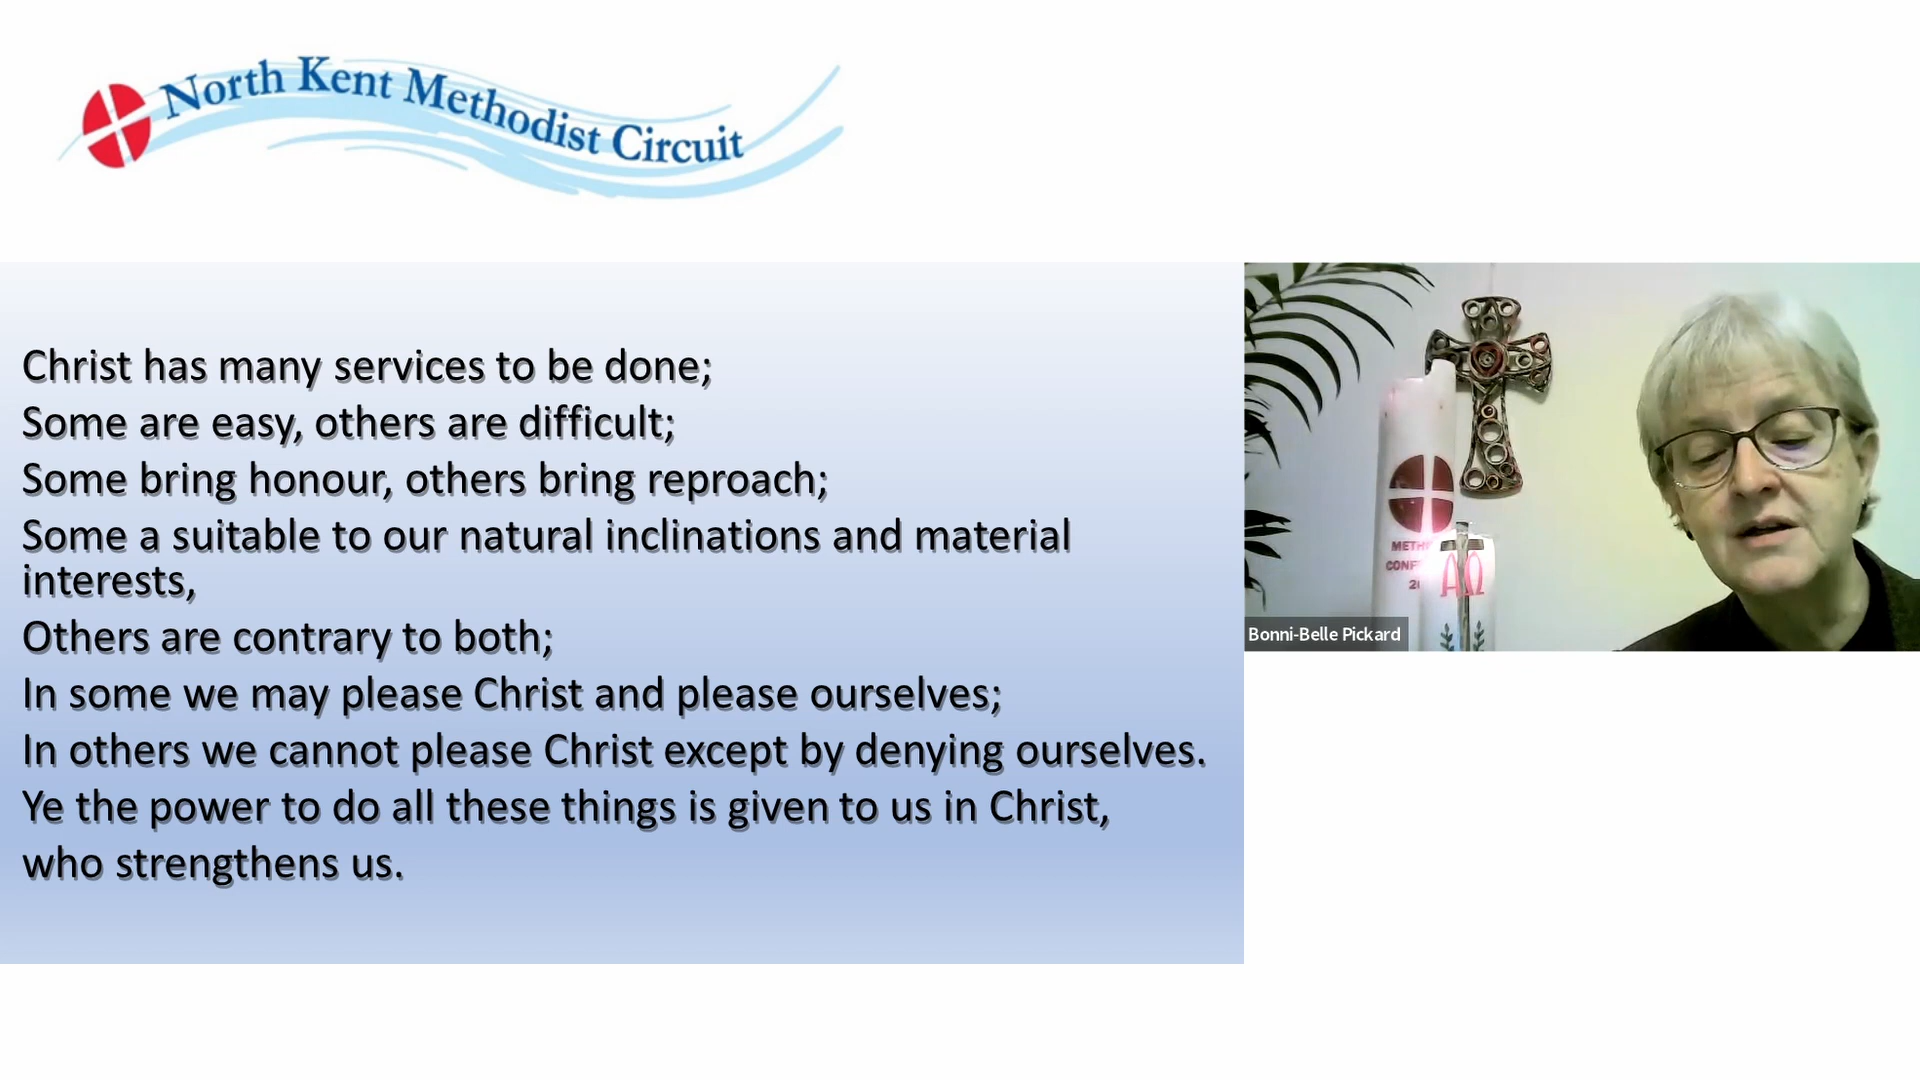 North Kent Methodist Circuit
Christ has many services to be done;
Some are easy, others are difficult;
Some bring honour, others bring reproach;
Some a suitable to our natural inclinations and material
interests,
Others are contrary to both;
In some we may please Christ and please ourselves;
In others we cannot please Christ except by denying ourselves.
Ye the power to do all these things is given to us in Christ,
who strengthens us.
METH
CONF
ΑΩ
Bonni-Belle Pickard